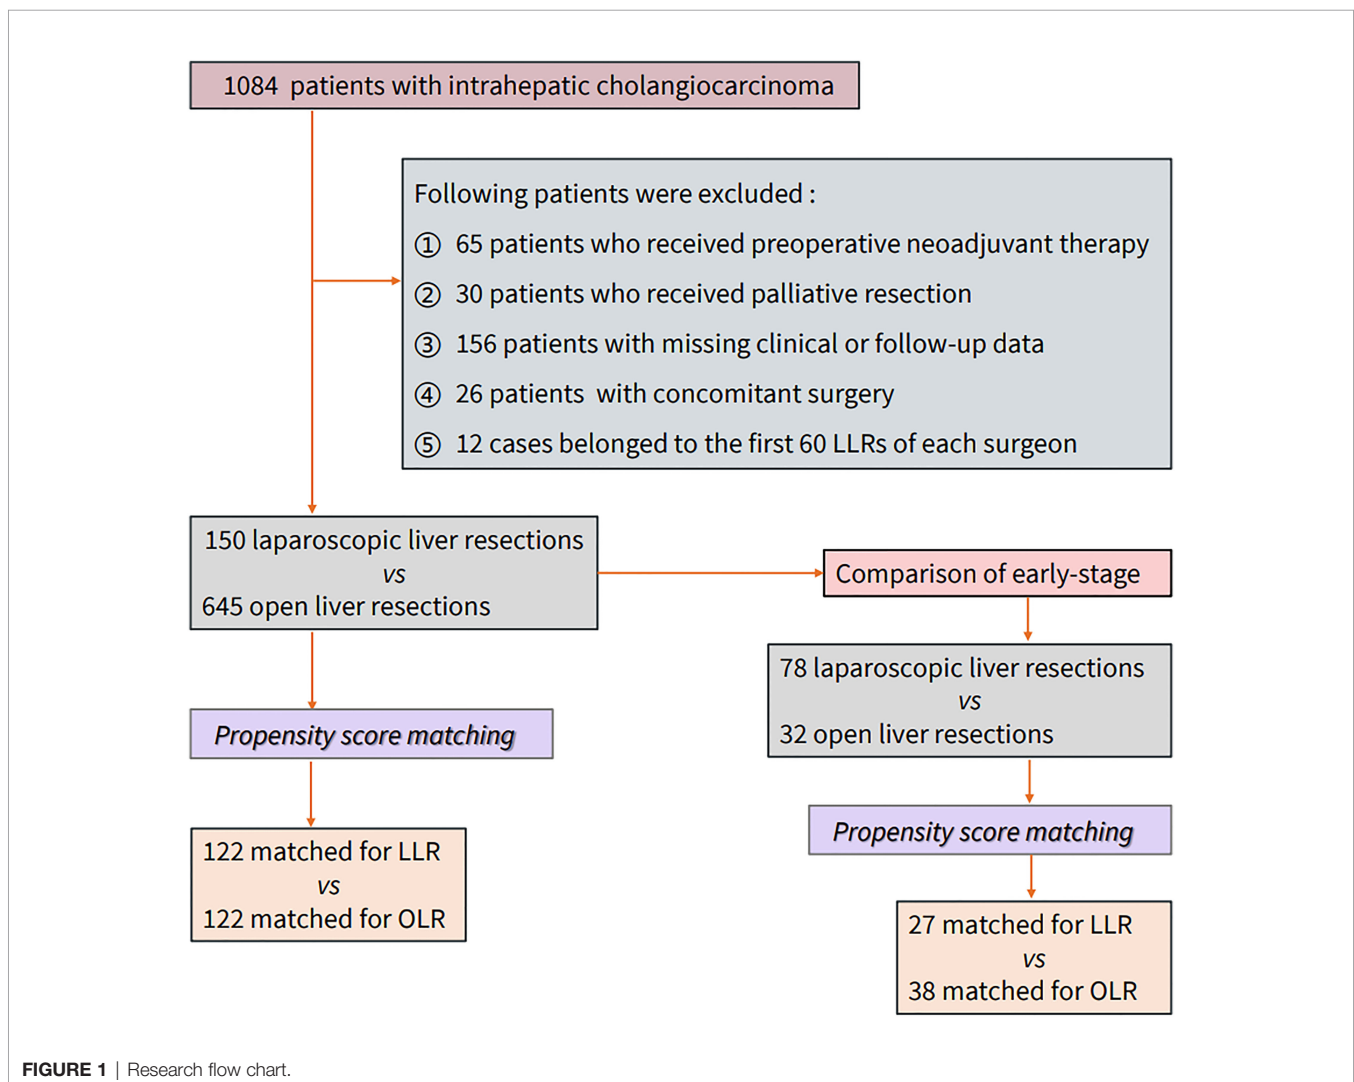 1084 patients with intrahepatic cholangiocarcinoma
Following patients were excluded :
① 65 patients who received preoperative neoadjuvant therapy
② 30 patients who received palliative resection
③ 156 patients with missing clinical or follow-up data
④ 26 patients with concomitant surgery
⑤ 12 cases belonged to the first 60 LLRs of each surgeon
150 laparoscopic liver resections
vs
645 open liver resections
Comparison of early-stage
78 laparoscopic liver resections
vs
32 open liver resections
Propensity score matching
Propensity score matching
122 matched for LLR
vs
122 matched for OLR
27 matched for LLR
vs
38 matched for OLR
FIGURE 1 | Research flow chart.